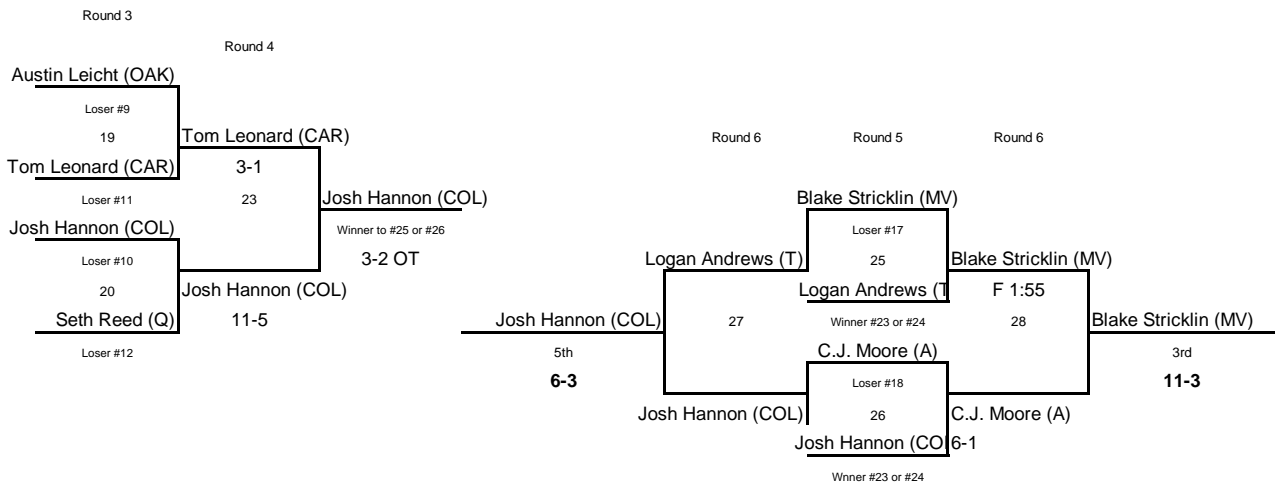 Round 3
Round 4
Austin Leicht (OAK)
Loser #9
19
Tom Leonard (CAR)
Round 6
Round 5
Round 6
Tom Leonard (CAR)
3-1
Loser #11
23
Josh Hannon (COL)
Blake Stricklin (MV)
Josh Hannon (COL)
Winner to #25 or #26
Loser #17
Loser #10
3-2 OT
Logan Andrews (T)
25
Blake Stricklin (MV)
20
Josh Hannon (COL)
Logan Andrews (T
F 1:55
Seth Reed (Q)
11-5
Josh Hannon (COL)
27
Winner #23 or #24
28
Blake Stricklin (MV)
Loser #12
5th
C.J. Moore (A)
3rd
6-3
Loser #18
11-3
Josh Hannon (COL)
26
C.J. Moore (A)
Josh Hannon (COl
6-1
Wnner #23 or #24